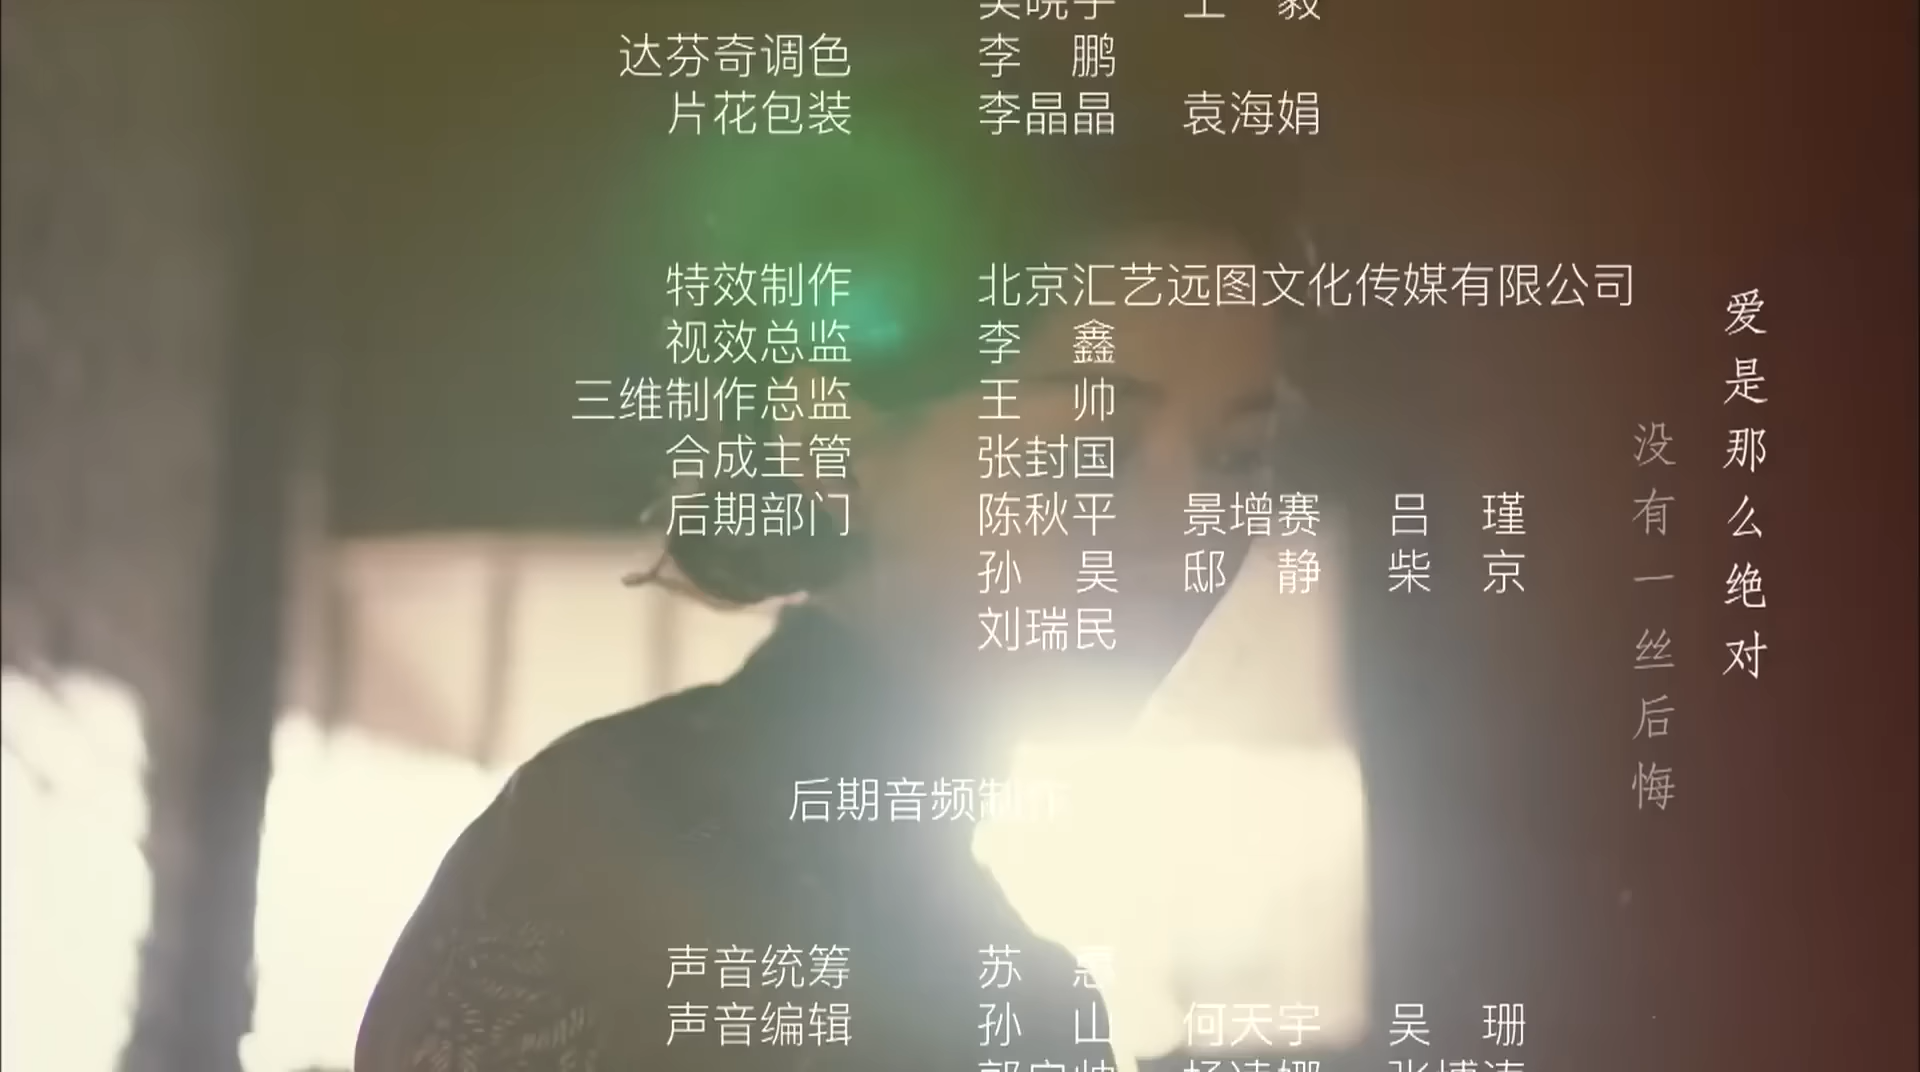 达芬奇调色 李 鹏
片花包装 李晶晶 袁海娟
特效制作 北京汇艺远图文化传媒有限公司
视效总监 李 鑫
三维制作总监 王 帅
合成主管 张封国
后期部门 陈秋平 景增赛 吕 瑾
孙 昊 邸 静 柴 京
刘瑞民
后期音频制作
声音统筹 苏
声音编辑 孙 山 何天宇 吴 珊
爱是那么绝对
没有一丝后悔